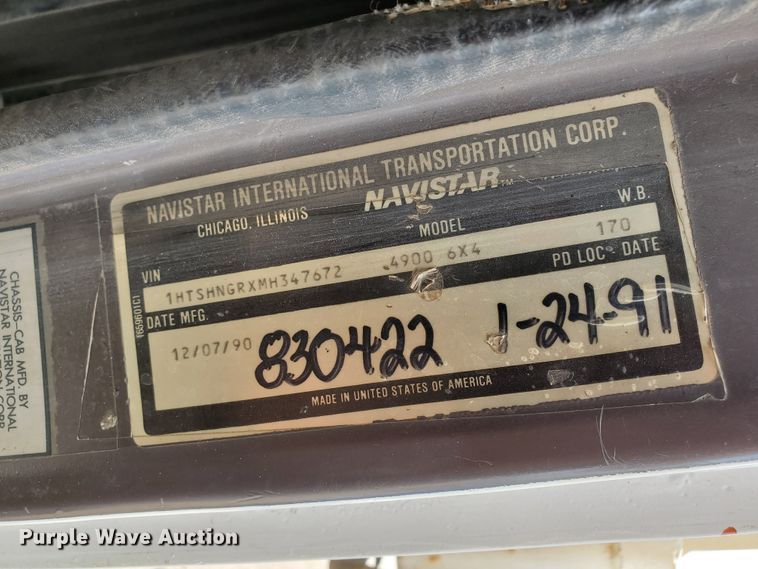 NAVISTAR INTERNATIONAL TRANSPORTATION CORP.
CHICAGO, ILLINOIS
NAVISTAR™
VIN
MODEL
W.B.
1HTSHNGRXMH347672
4900 6X4
170
DATE MFG.
PD LOC - DATE
12/07/90
830422
1-24-91
MADE IN UNITED STATES OF AMERICA
CHASSIS-CAB MFD. BY
NAVISTAR INTERNATIONAL
Purple Wave Auction